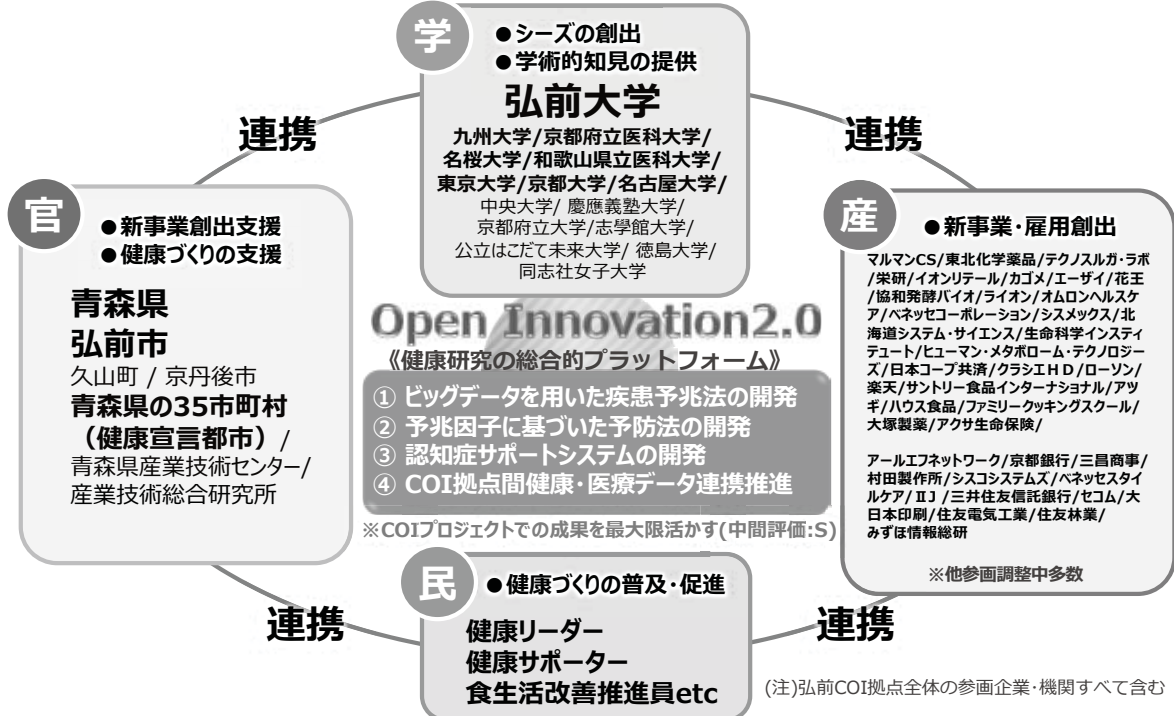 学
●シーズの創出
●学術的知見の提供
弘前大学
九州大学/京都府立医科大学/
名桜大学/和歌山県立医科大学/
東京大学/京都大学/名古屋大学/
中央大学/ 慶應義塾大学/
京都府立大学/志學館大学/
公立はこだて未来大学/ 徳島大学/
同志社女子大学
連携
連携
官
●新事業創出支援
●健康づくりの支援
青森県
弘前市
久山町 / 京丹後市
青森県の35市町村
（健康宣言都市）/
青森県産業技術センター/
産業技術総合研究所
産
●新事業・雇用創出
マルマンCS/東北化学薬品/テクノスルガ・ラボ
/栄研/イオンリテール/カゴメ/エーザイ/花王
/協和発酵バイオ/ライオン/オムロンヘルスケ
ア/ベネッセコーポレーション/シスメックス/北
海道システム・サイエンス/生命科学インスティ
テュート/ヒューマン・メタボローム・テクノロジー
ズ/日本コープ共済/クラシエＨＤ/ローソン/
楽天/サントリー食品インターナショナル/アツ
ギ/ハウス食品/ファミリークッキングスクール/
大塚製薬/アクサ生命保険/
アールエフネットワーク/京都銀行/三昌商事/
村田製作所/シスコシステムズ/ベネッセスタイ
ルケア/ⅡJ /三井住友信託銀行/セコム/大
日本印刷/住友電気工業/住友林業/
みずほ情報総研
※他参画調整中多数
Open Innovation2.0
《健康研究の総合的プラットフォーム》
① ビッグデータを用いた疾患予兆法の開発
② 予兆因子に基づいた予防法の開発
③ 認知症サポートシステムの開発
④ COI拠点間健康・医療データ連携推進
※COIプロジェクトでの成果を最大限活かす(中間評価:S)
民
●健康づくりの普及・促進
健康リーダー
健康サポーター
食生活改善推進員etc
連携
連携
(注)弘前COI拠点全体の参画企業・機関すべて含む